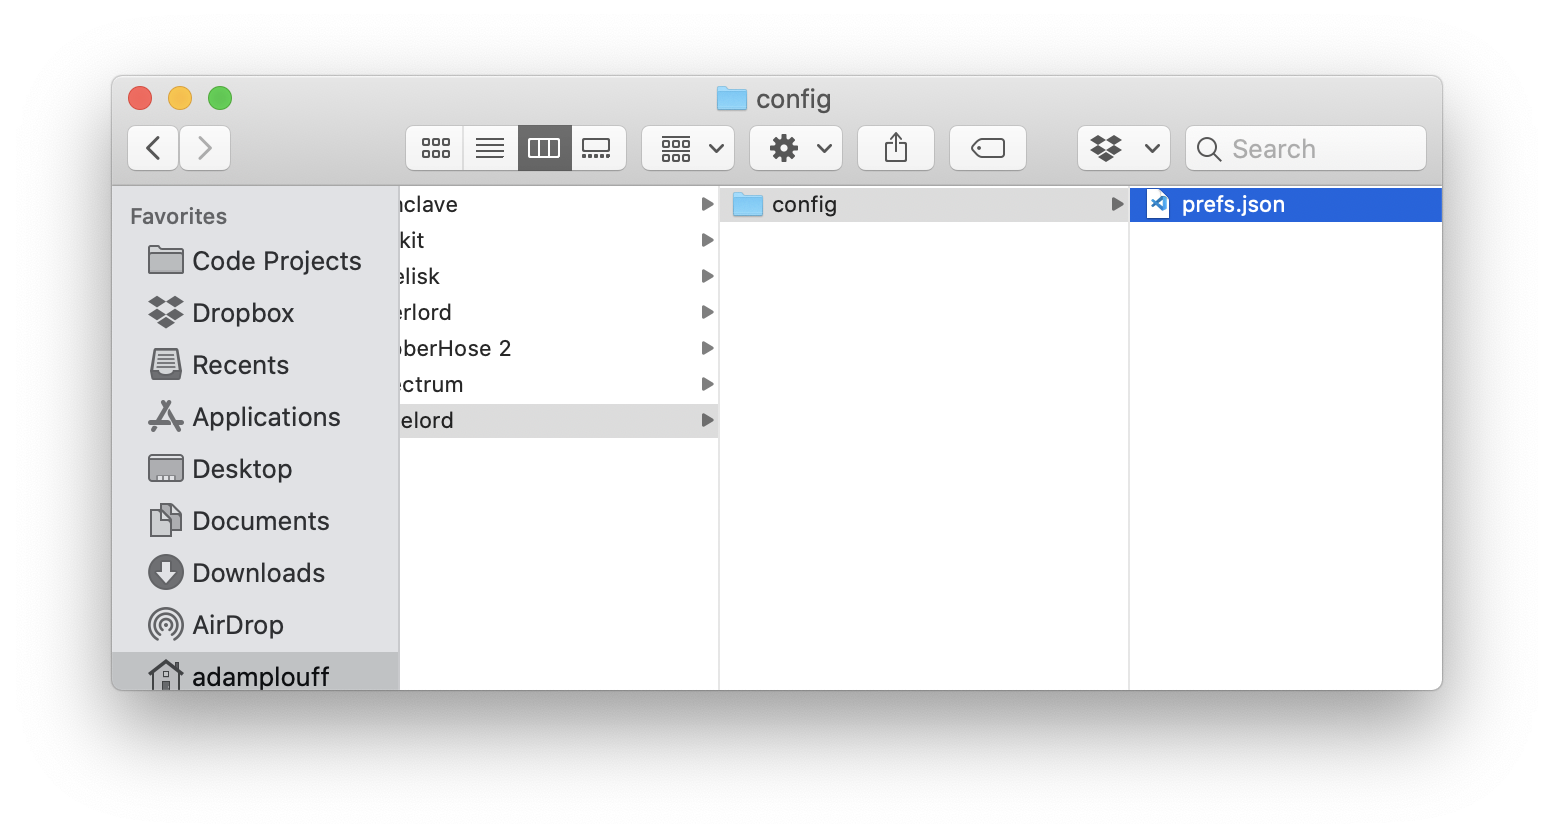 config
Search
Favorites
Code Projects
Dropbox
Recents
Applications
Desktop
Documents
Downloads
AirDrop
adamplouff
nclave
kit
elisk
erlord
berHose 2
ectrum
elord
config
prefs.json